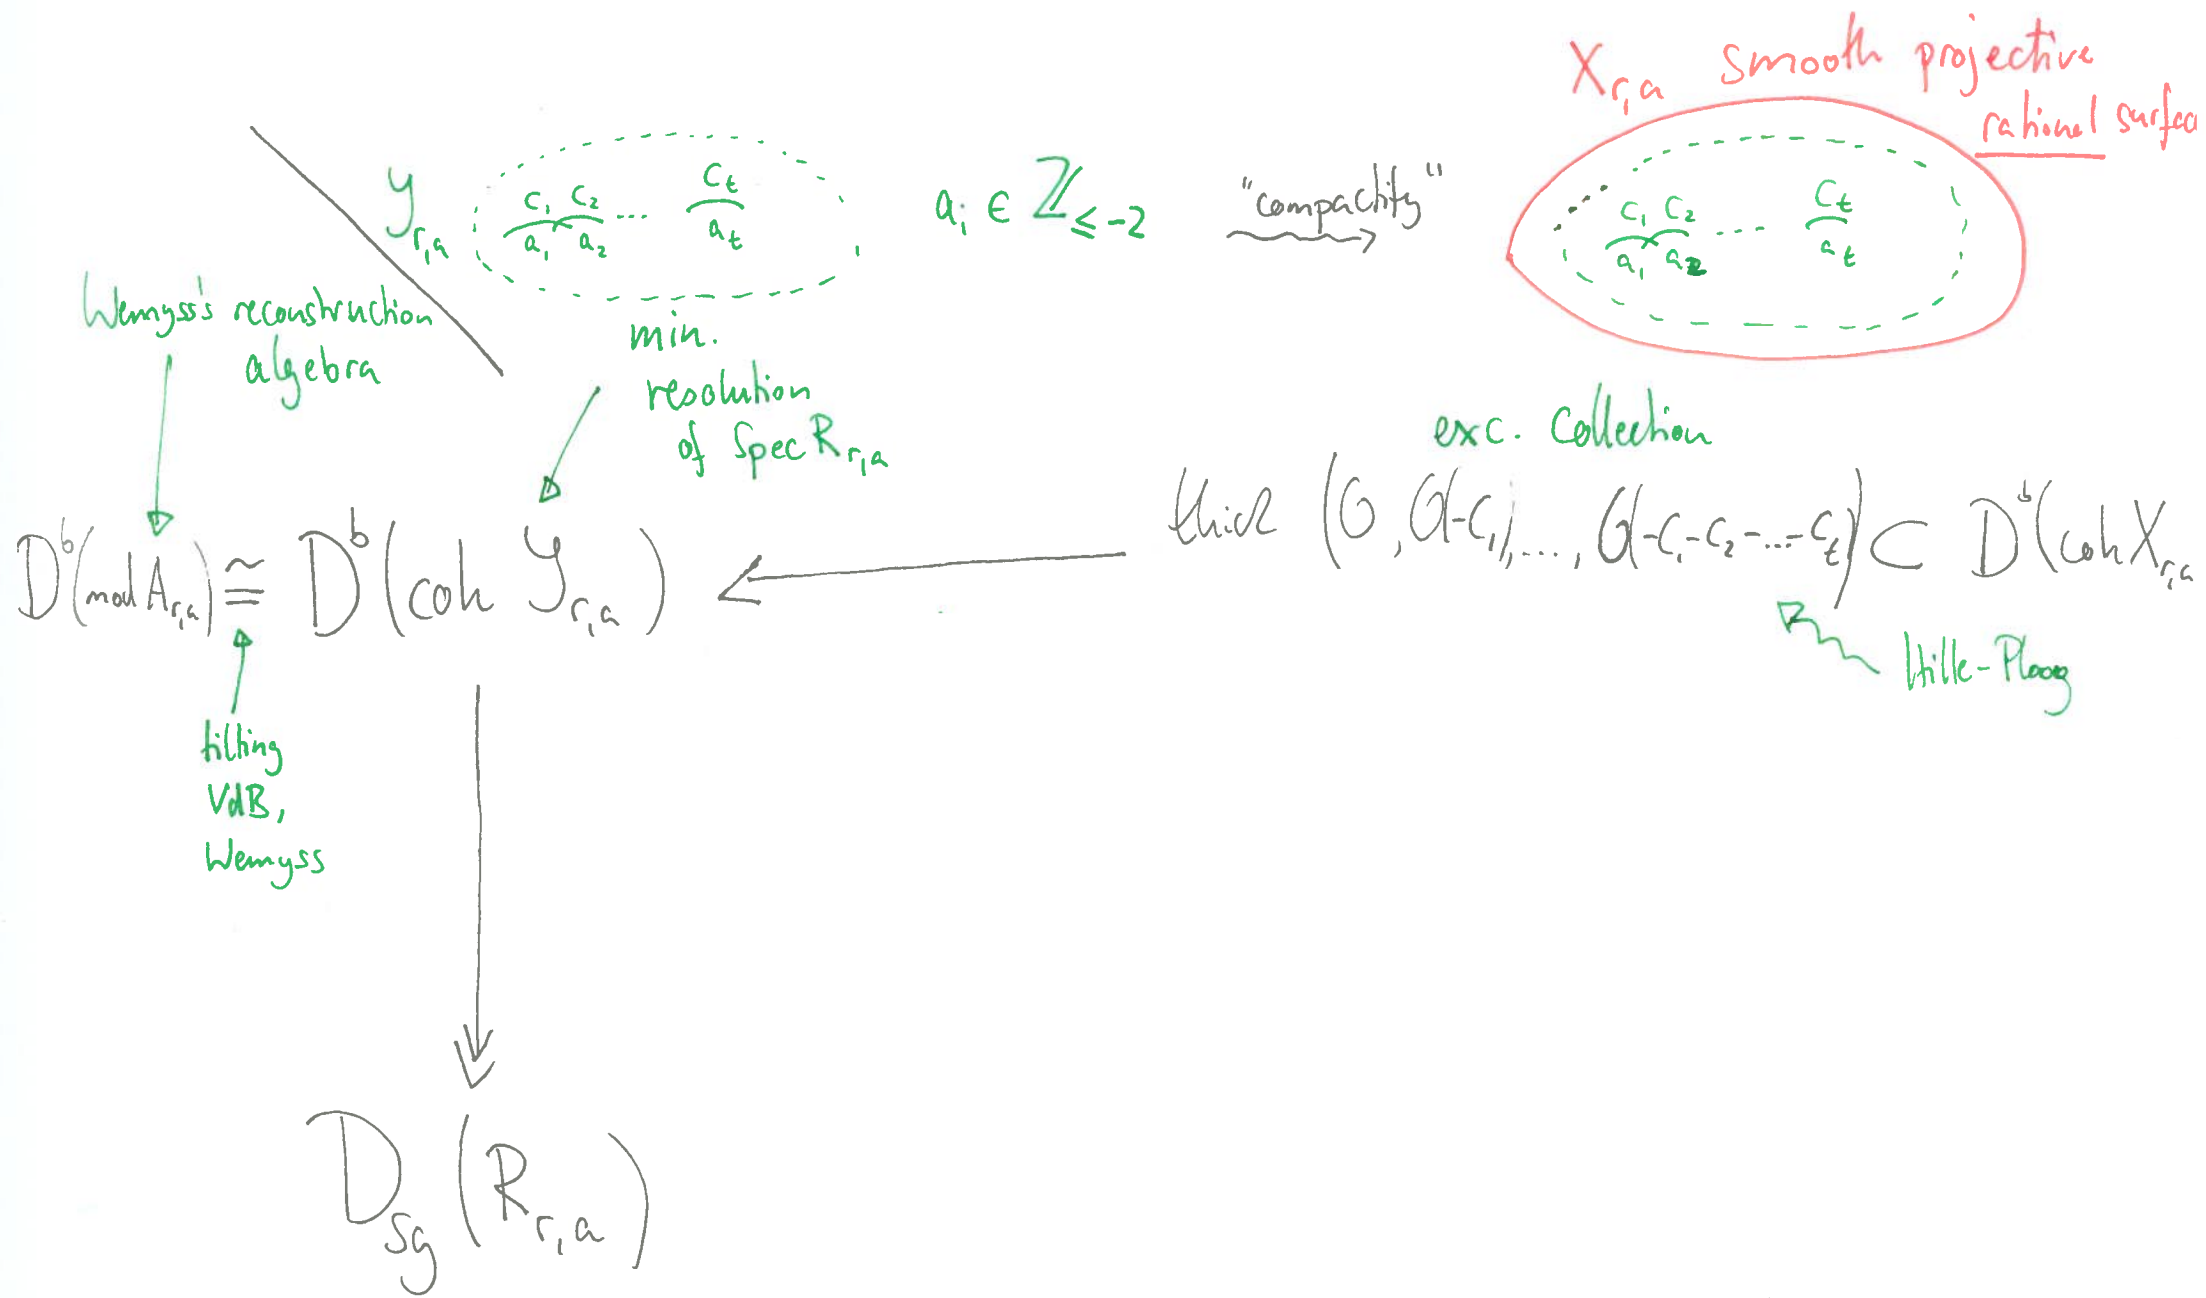 X_{r,a} smooth projective
rational surfac
Y_{r,a} C_1 C_2 ... C_t
a_1 a_2 a_t
a_i ∈ ℤ_{≤-2}
"compactify"
C_1 C_2 .... C_t
a_1 a_2 a_t
Wemyss's reconstruction
algebra
min.
resolution
of Spec R_{r,a}
exc. Collection
D^b(mod A_{r,a}) ≅ D^b(coh Y_{r,a})
thick (O, O(-C_1), ..., O(-C_1-C_2-...-C_t)) ⊂ D^b(coh X_{r,a}
Hille-Ploog
tilting
VdB,
Wemyss
D_{sg}(R_{r,a})